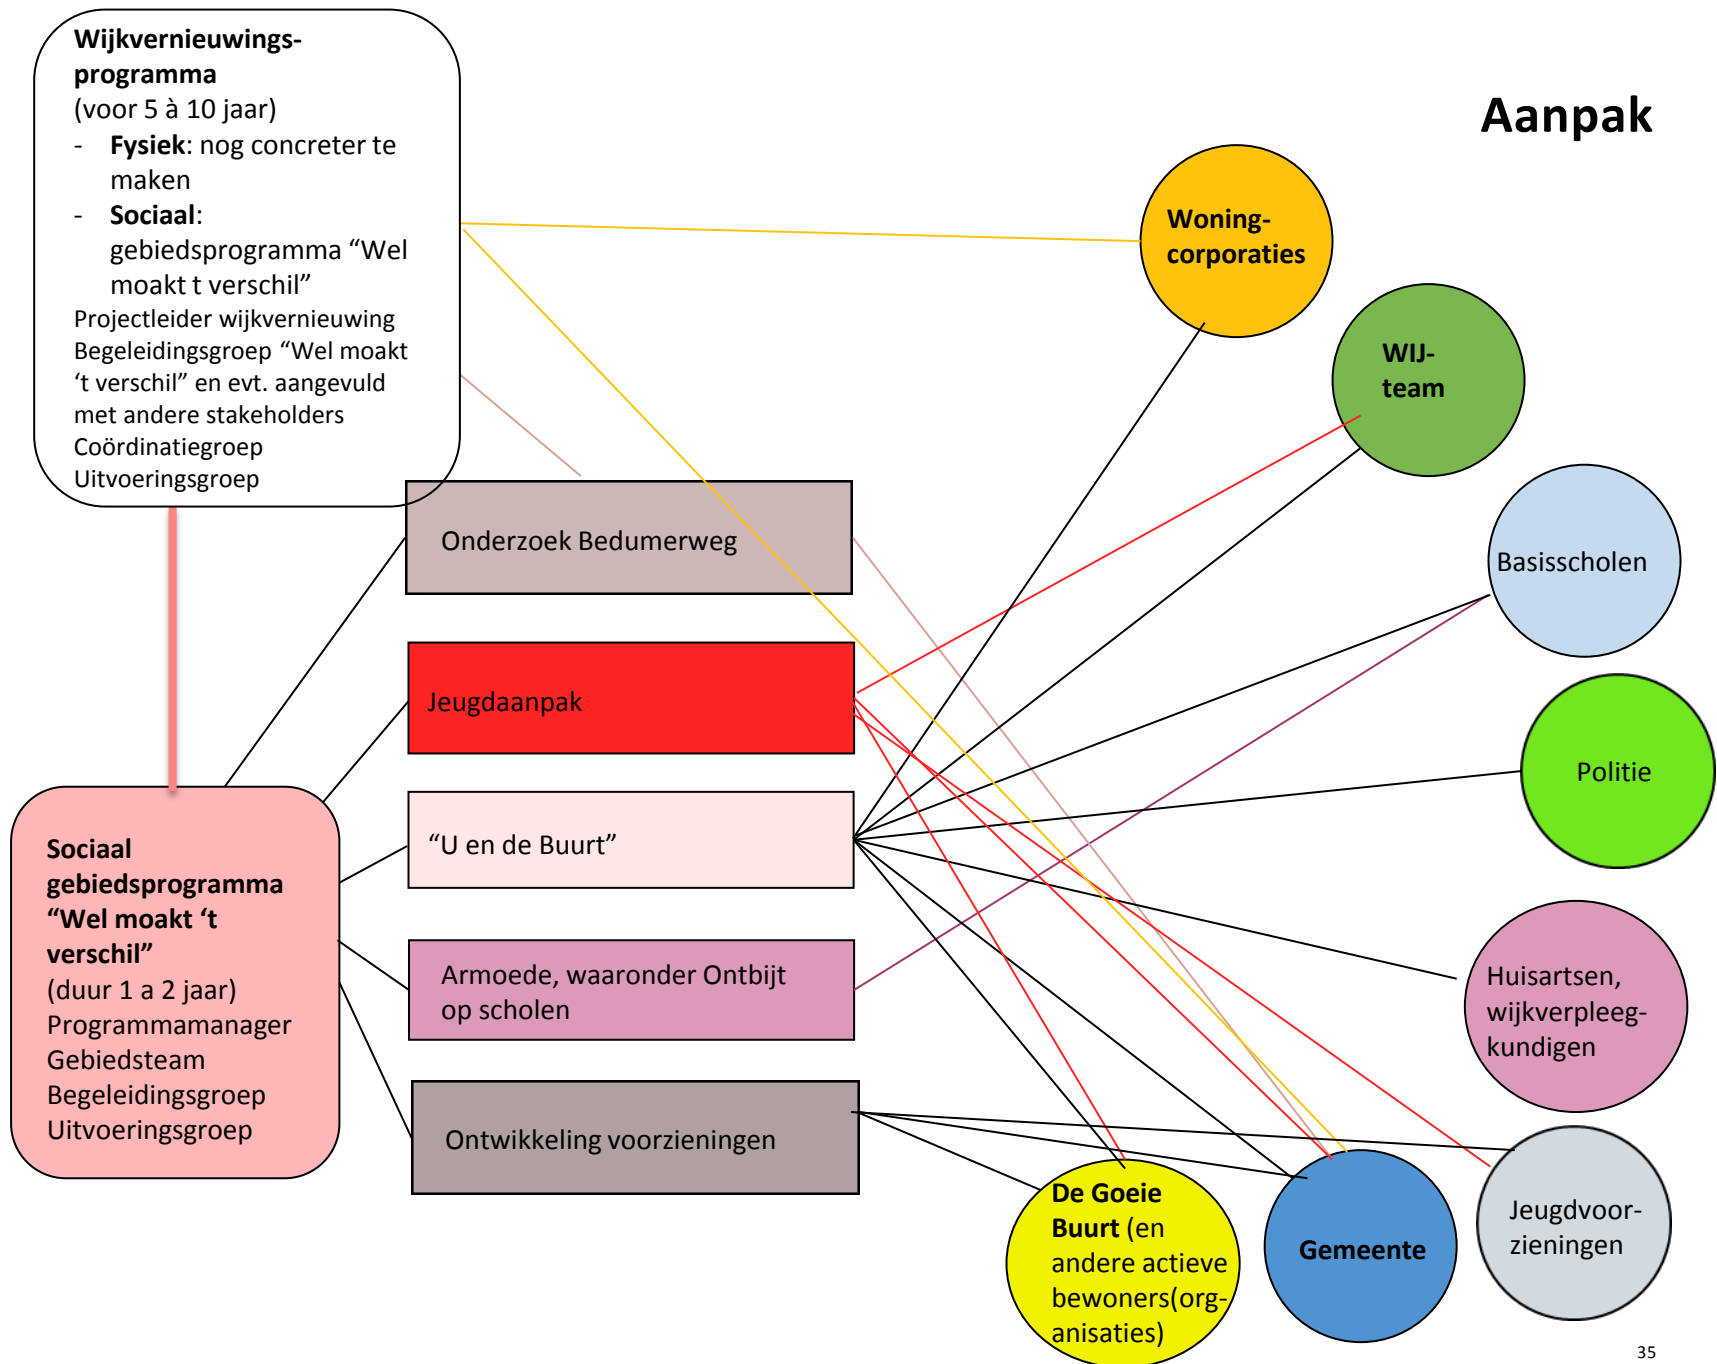 Wijkvernieuwings-
programma
(voor 5 à 10 jaar)
- Fysiek: nog concreter te
maken
- Sociaal:
gebiedsprogramma “Wel
moakt t verschil”
Projectleider wijkvernieuwing
Begeleidingsgroep “Wel moakt
‘t verschil” en evt. aangevuld
met andere stakeholders
Coördinatiegroep
Uitvoeringsgroep
Aanpak
Woning-
corporaties
WIJ-
team
Basisscholen
Politie
Huisartsen,
wijkverpleeg-
kundigen
Jeugdvoor-
zieningen
Gemeente
De Goeie
Buurt (en
andere actieve
bewoners(org-
anisaties)
Onderzoek Bedumerweg
Jeugdaanpak
“U en de Buurt”
Armoede, waaronder Ontbijt
op scholen
Ontwikkeling voorzieningen
Sociaal
gebiedsprogramma
“Wel moakt ‘t
verschil”
(duur 1 a 2 jaar)
Programmamanager
Gebiedsteam
Begeleidingsgroep
Uitvoeringsgroep
35